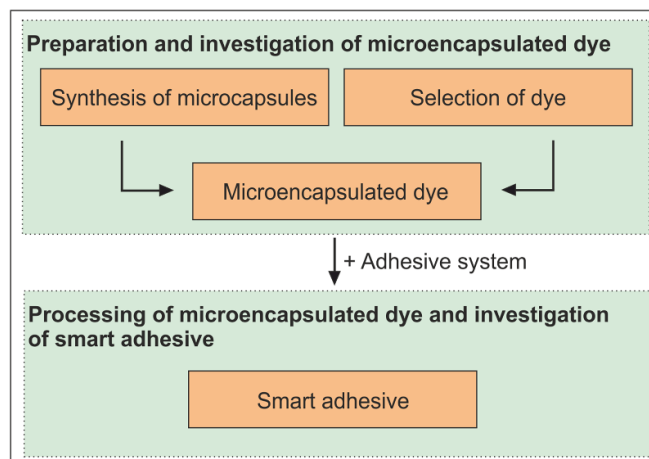 Preparation and investigation of microencapsulated dye
Synthesis of microcapsules
Selection of dye
Microencapsulated dye
+ Adhesive system
Processing of microencapsulated dye and investigation
of smart adhesive
Smart adhesive